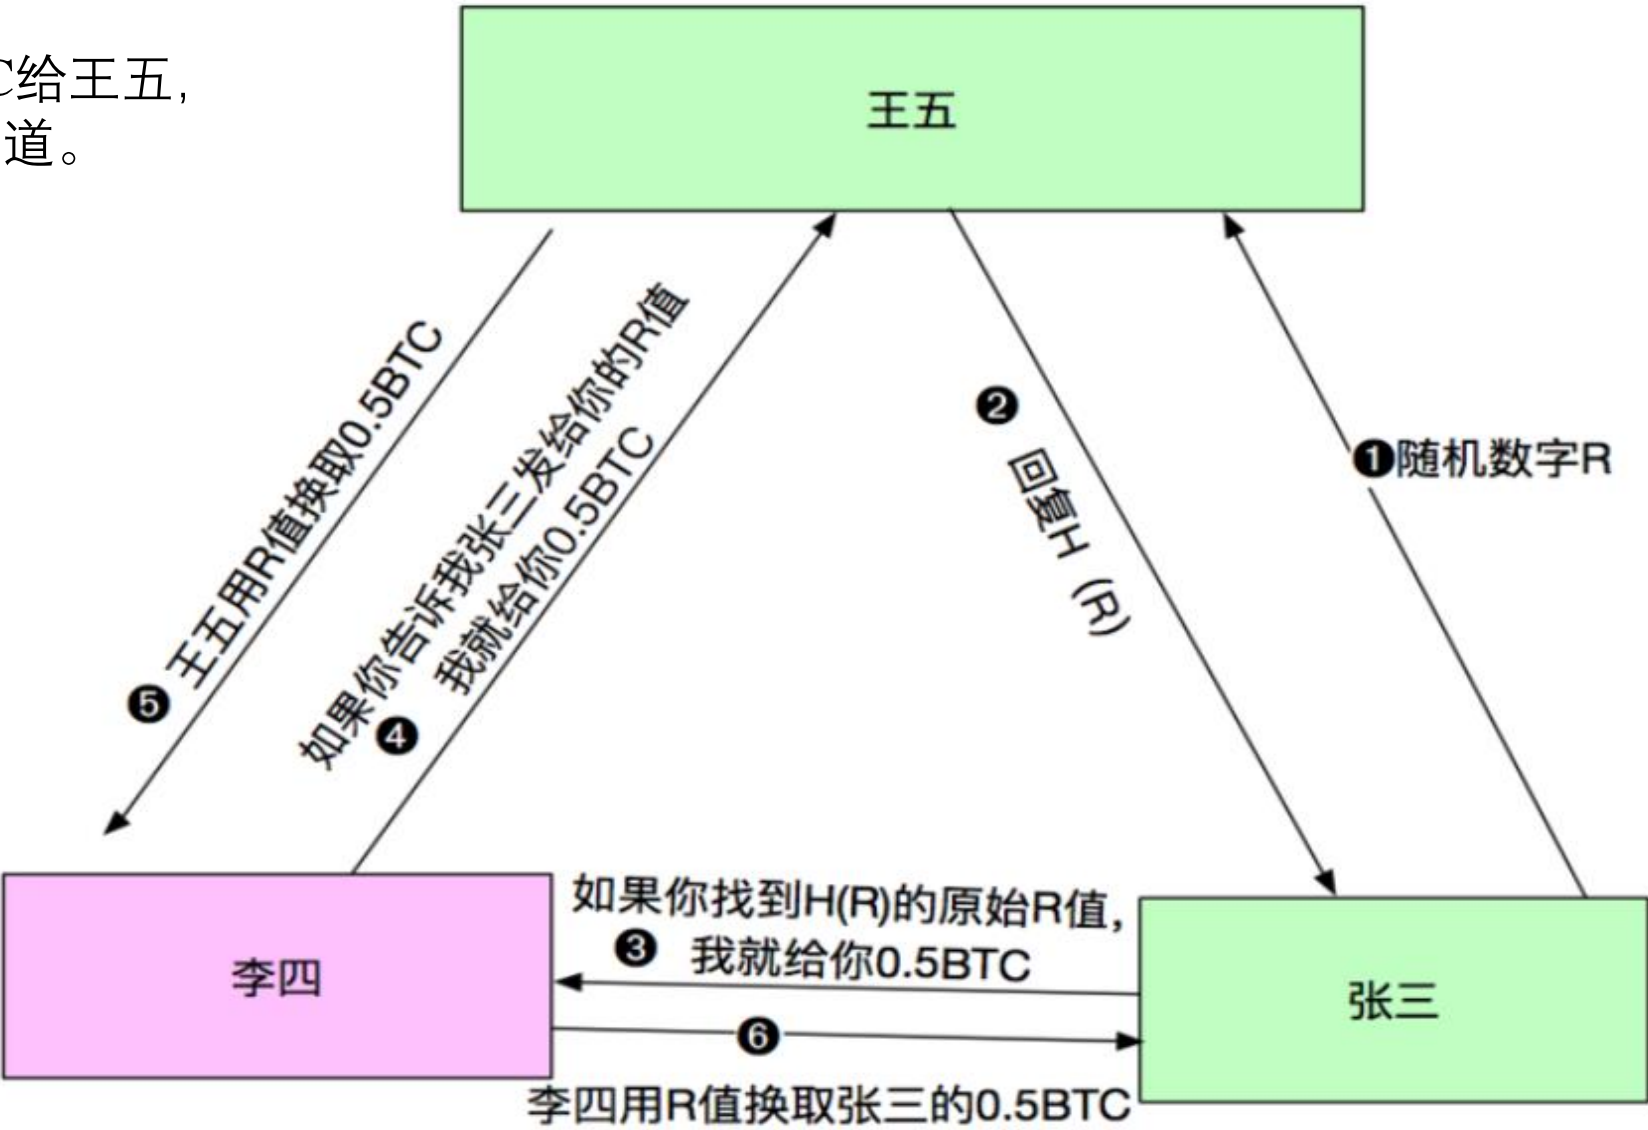 C给王五,
道。
王五
❺ 王五用R值换取0.5BTC
如果你告诉我张三发给你的R值
❹ 我就给你0.5BTC
❷ 回复H (R)
❶随机数字R
如果你找到H(R)的原始R值，
❸ 我就给你0.5BTC
李四
张三
❻
李四用R值换取张三的0.5BTC